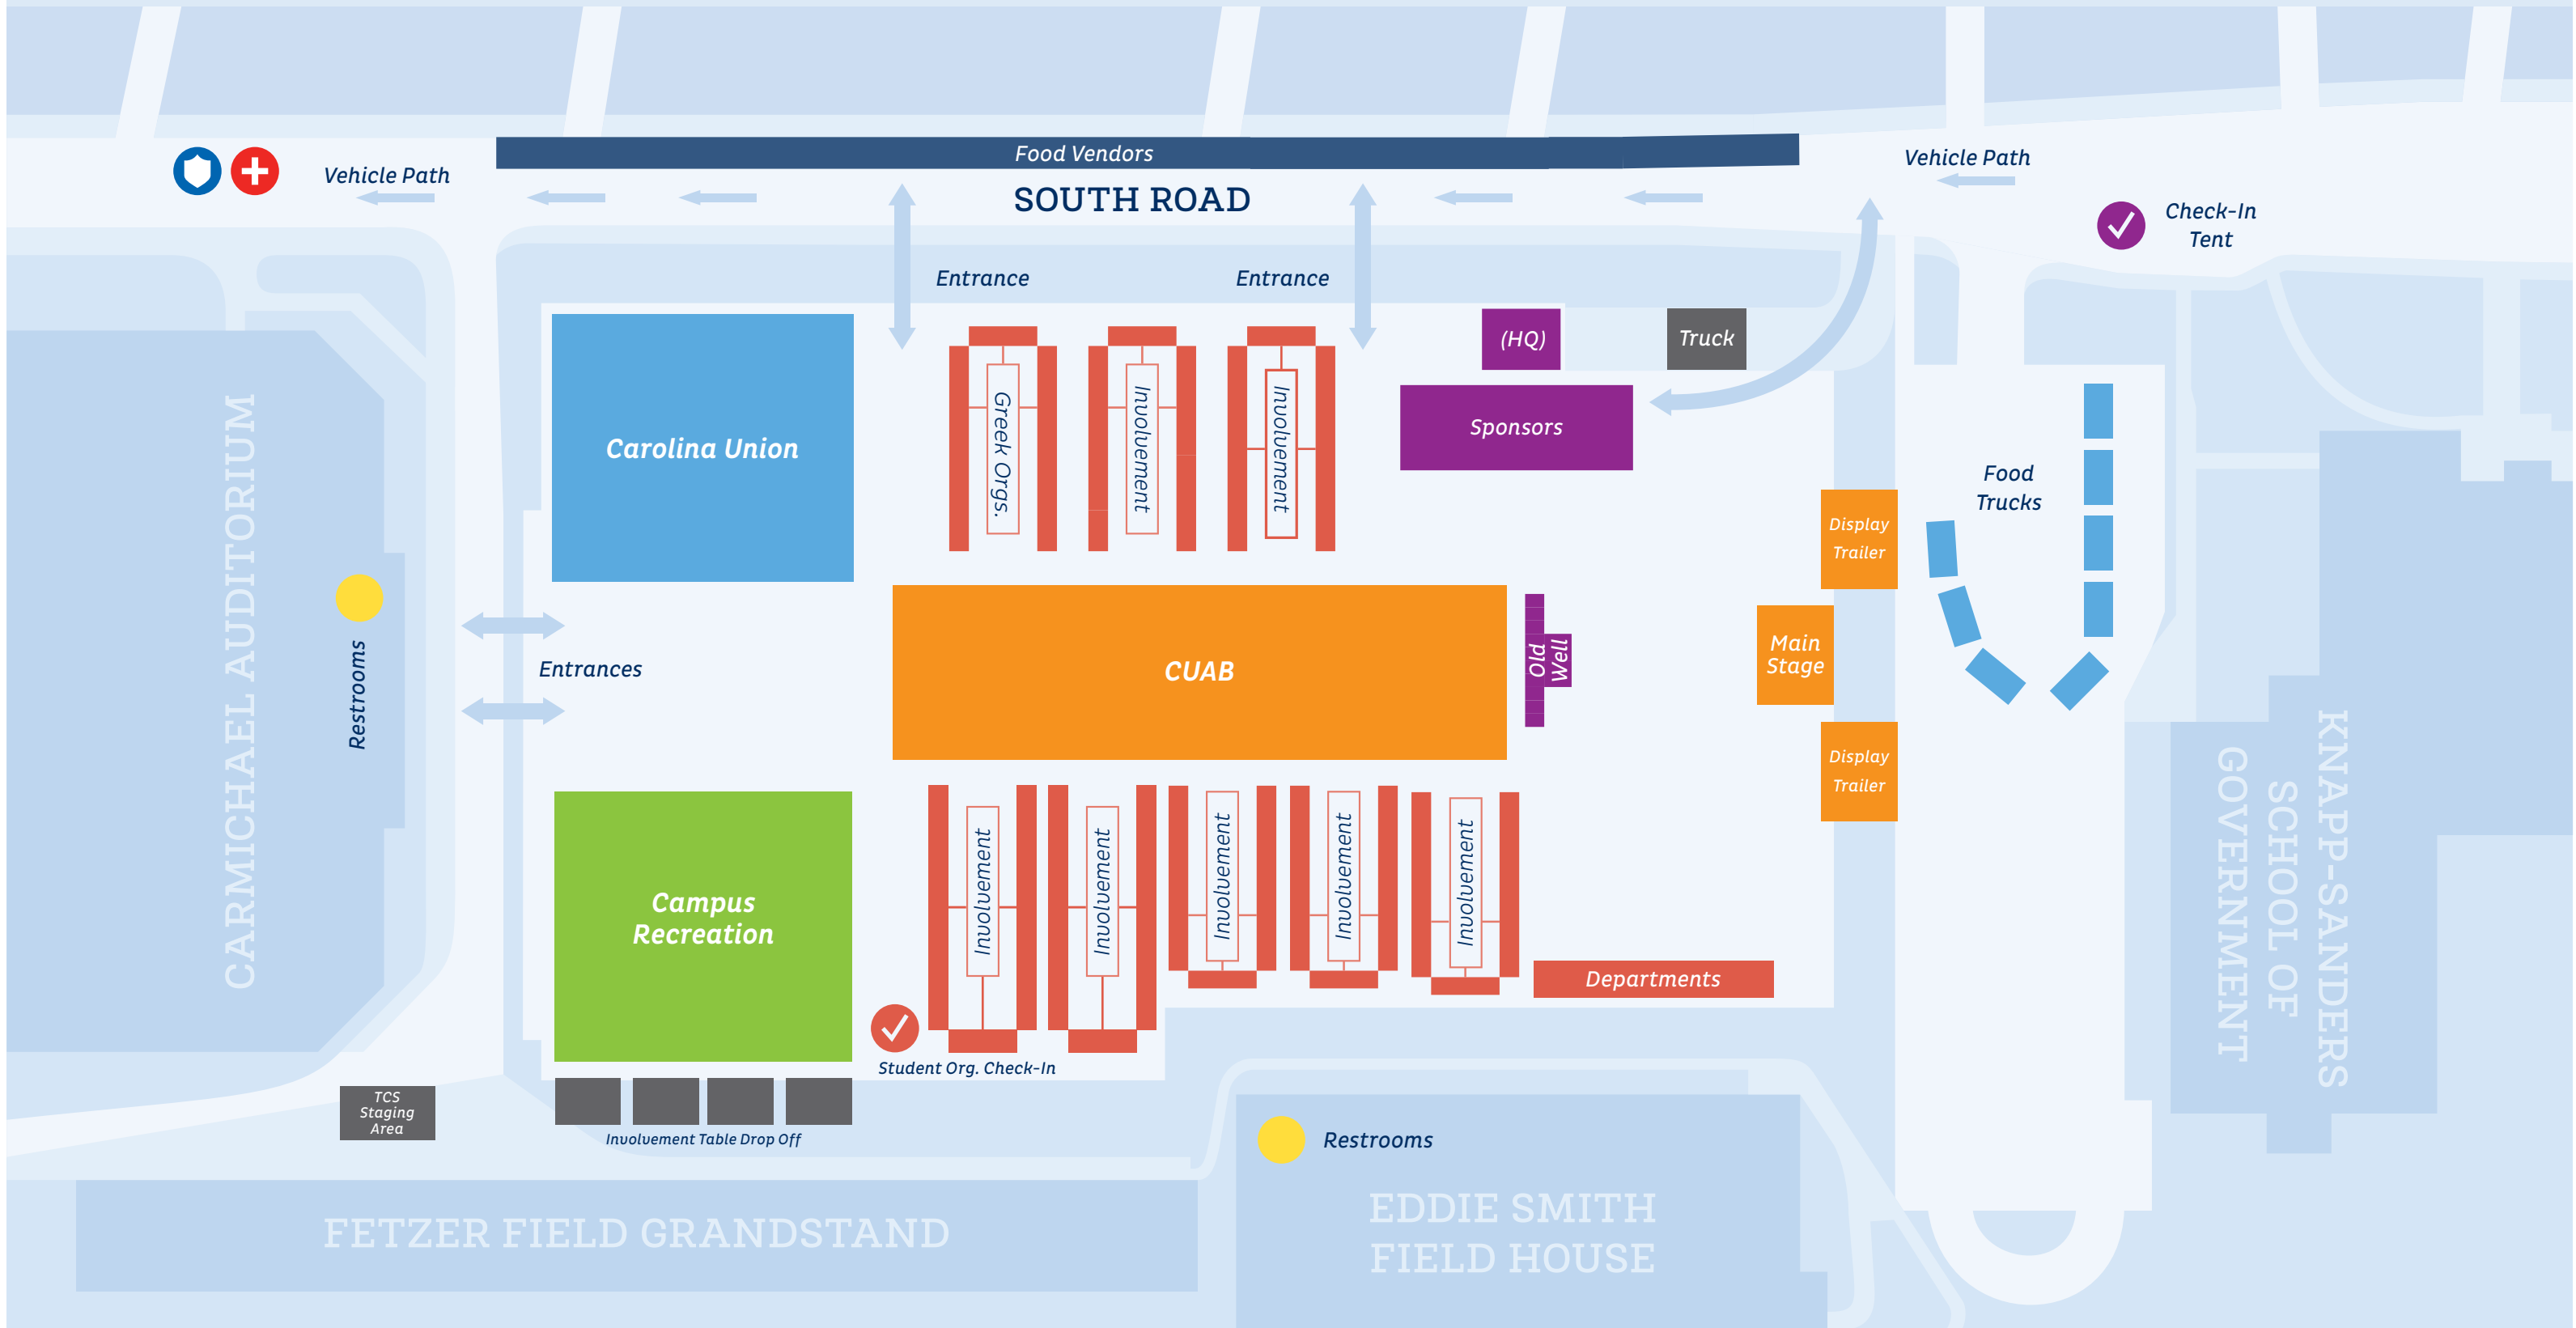 Food Vendors
Vehicle Path
Vehicle Path
SOUTH ROAD
Check-In
Tent
Entrance
Entrance
(HQ)
Truck
Carolina Union
Greek Orgs.
Involvement
Involvement
Sponsors
Food
Trucks
Display
Trailer
CARMICHAEL AUDITORIUM
Restrooms
Entrances
CUAB
Old
Well
Main
Stage
Display
Trailer
KNAPP-SANDERS
SCHOOL OF
GOVERNMENT
Campus
Recreation
Involvement
Involvement
Involvement
Involvement
Involvement
Departments
Student Org. Check-In
TCS
Staging
Area
Involvement Table Drop Off
Restrooms
FETZER FIELD GRANDSTAND
EDDIE SMITH
FIELD HOUSE